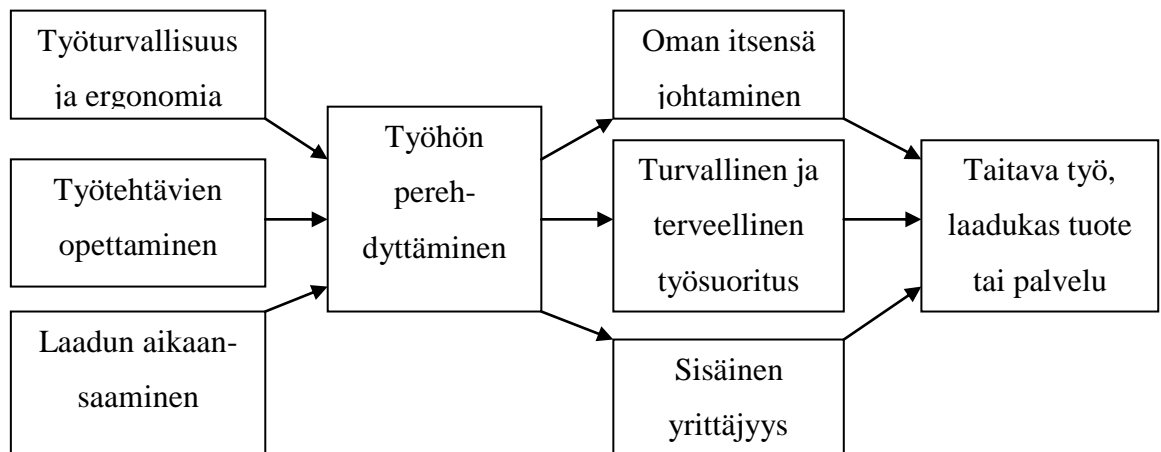 Työturvallisuus
ja ergonomia
Työtehtävien
opettaminen
Laadun aikaan-
saaminen
Työhön
pereh-
dyttäminen
Oman itsensä
johtaminen
Turvallinen ja
terveellinen
työsuoritus
Sisäinen
yrittäjyys
Taitava työ,
laadukas tuote
tai palvelu